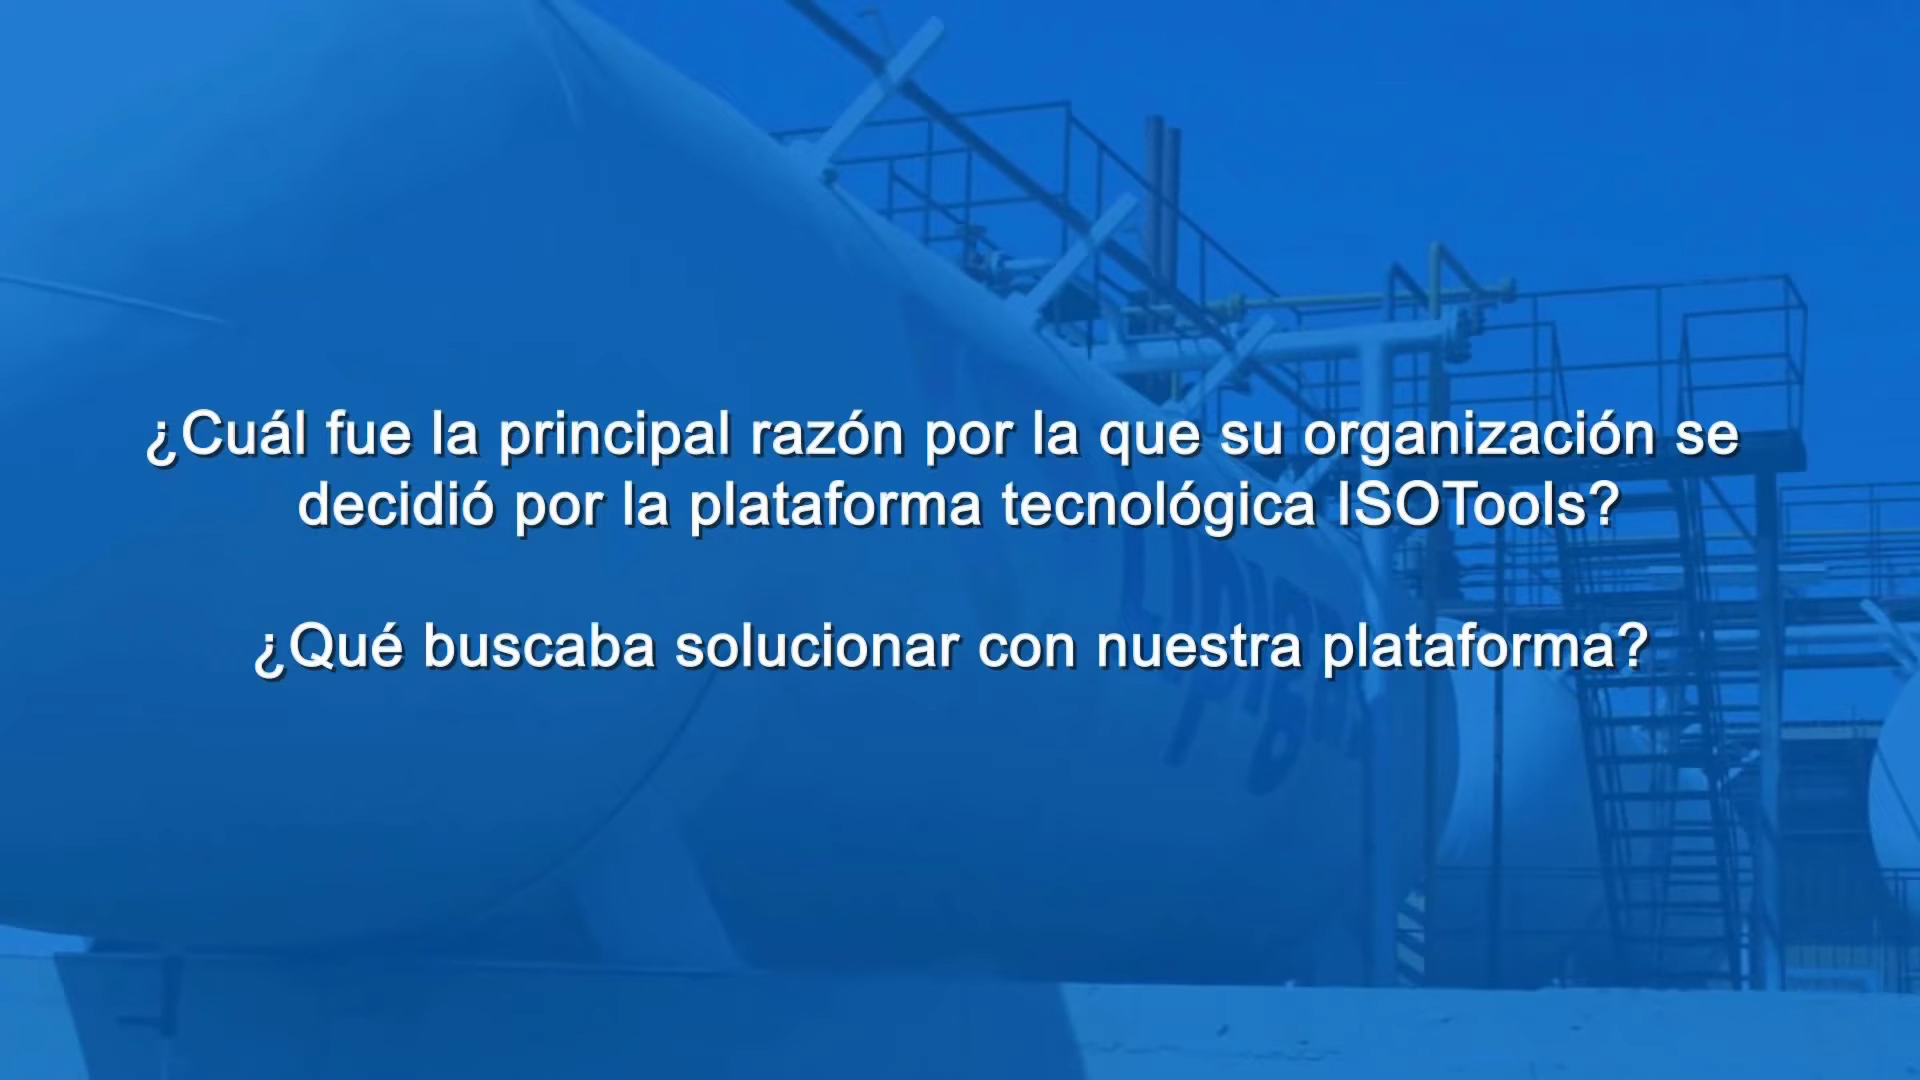 ¿Cuál fue la principal razón por la que su organización se
decidió por la plataforma tecnológica ISOTools?
¿Qué buscaba solucionar con nuestra plataforma?